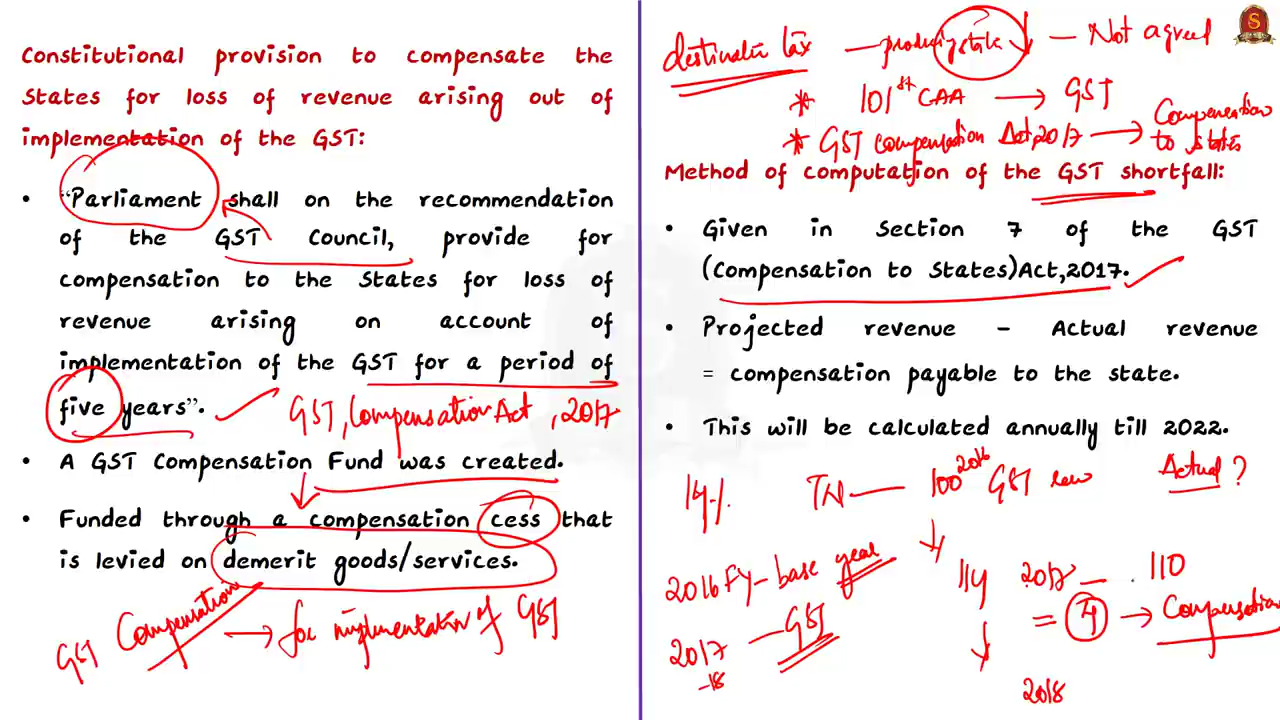 Constitutional provision to compensate the
States for loss of revenue arising out of
implementation of the GST:
• “Parliament shall on the recommendation
of the GST Council, provide for
compensation to the States for loss of
revenue arising on account of
implementation of the GST for a period of
five years”.
GST, Compensation Act, 2017
• A GST Compensation Fund was created.
• Funded through a compensation cess that
is levied on demerit goods/services.
GST Compensation → for implementation of GST
destination tax — producing state ↓ — Not agreed
* 101st CAA → GST
* GST compensation Act, 2017 → Compensation
to states
Method of computation of the GST shortfall:
• Given in Section 7 of the GST
(Compensation to States)Act,2017.
• Projected revenue - Actual revenue
= compensation payable to the state.
• This will be calculated annually till 2022.
14% TN — 100 2016 GST rev Actual ?
2016 FY - base year
114 2017 — 110
= 4 → Compensation
2017 — GST
-18
2018
S